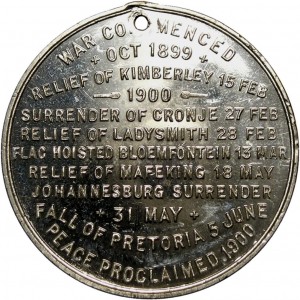 WAR COMMENCED
OCT 1899
RELIEF OF KIMBERLEY 15 FEB
1900
SURRENDER OF CRONJE 27 FEB
RELIEF OF LADYSMITH 28 FEB
FLAG HOISTED BLOEMFONTEIN 13 MAR
RELIEF OF MAFEKING 18 MAY
JOHANNESBURG SURRENDER
31 MAY
FALL OF PRETORIA 5 JUNE
PEACE PROCLAIMED, 1900